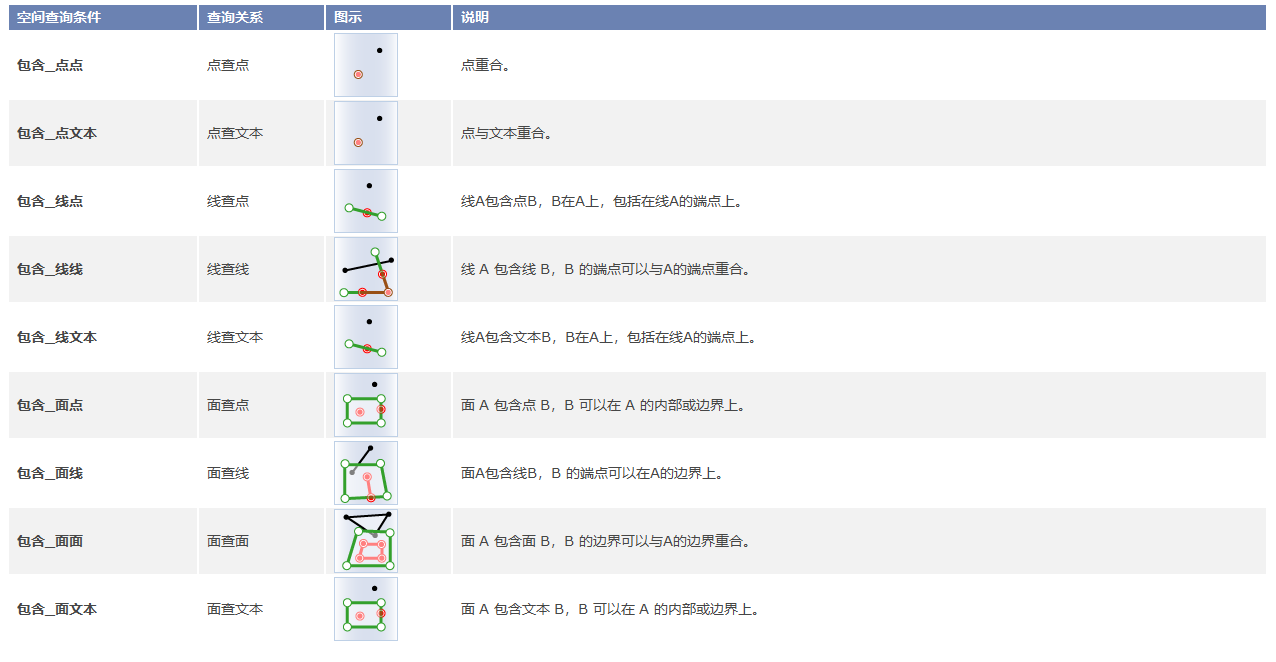 空间查询条件 查询关系 图示 说明
包含_点点 点查点 点重合。
包含_点文本 点查文本 点与文本重合。
包含_线点 线查点 线A包含点B，B在A上，包括在线A的端点上。
包含_线线 线查线 线 A 包含线 B，B 的端点可以与A的端点重合。
包含_线文本 线查文本 线A包含文本B，B在A上，包括在线A的端点上。
包含_面点 面查点 面 A 包含点 B，B 可以在 A 的内部或边界上。
包含_面线 面查线 面A包含线B，B 的端点可以在A的边界上。
包含_面面 面查面 面 A 包含面 B，B 的边界可以与A的边界重合。
包含_面文本 面查文本 面 A 包含文本 B，B 可以在 A 的内部或边界上。